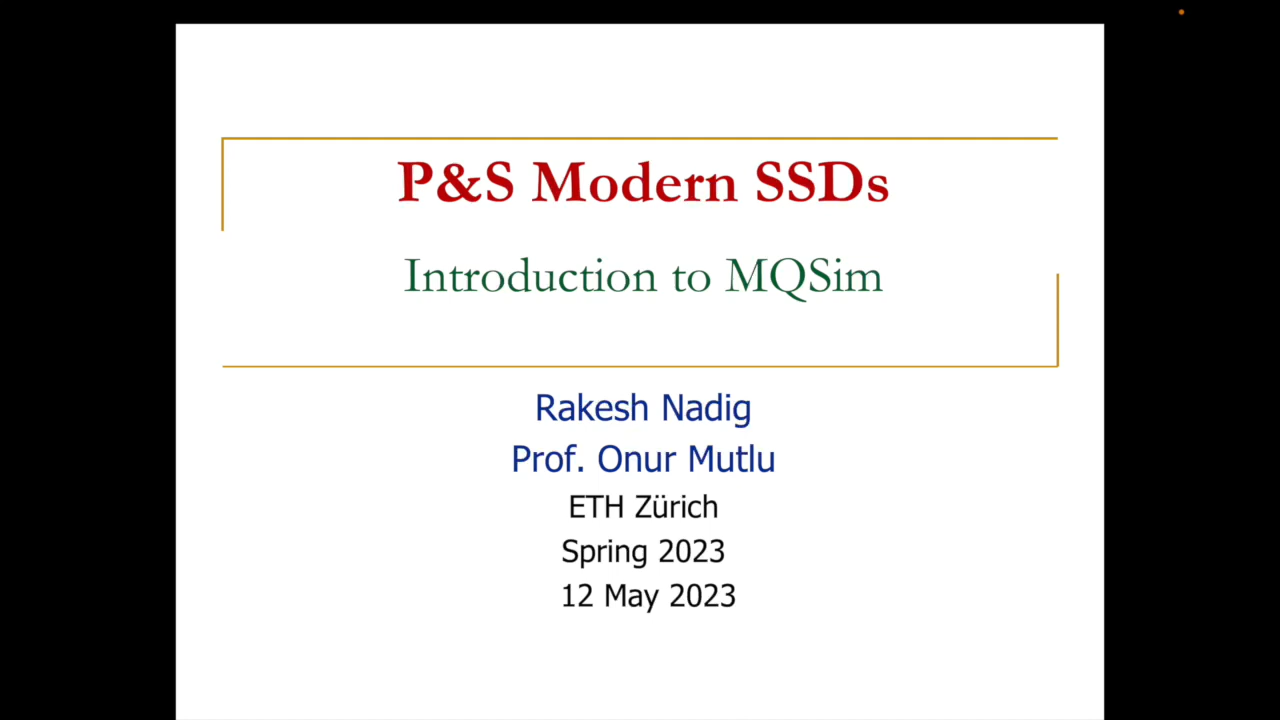 P&S Modern SSDs
Introduction to MQSim
Rakesh Nadig
Prof. Onur Mutlu
ETH Zürich
Spring 2023
12 May 2023